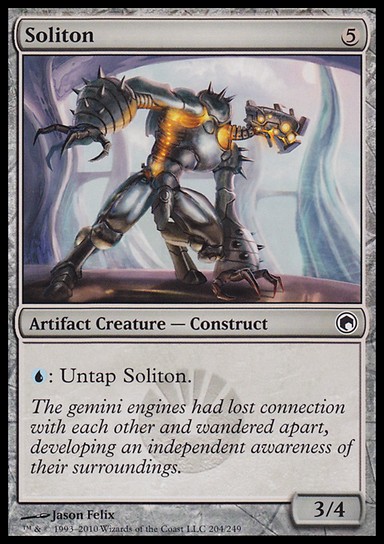 Soliton 5
Artifact Creature — Construct
: Untap Soliton.
The gemini engines had lost connection
with each other and wandered apart,
developing an independent awareness of
their surroundings.
Jason Felix
3/4
™ & © 1993–2010 Wizards of the Coast LLC 204/249